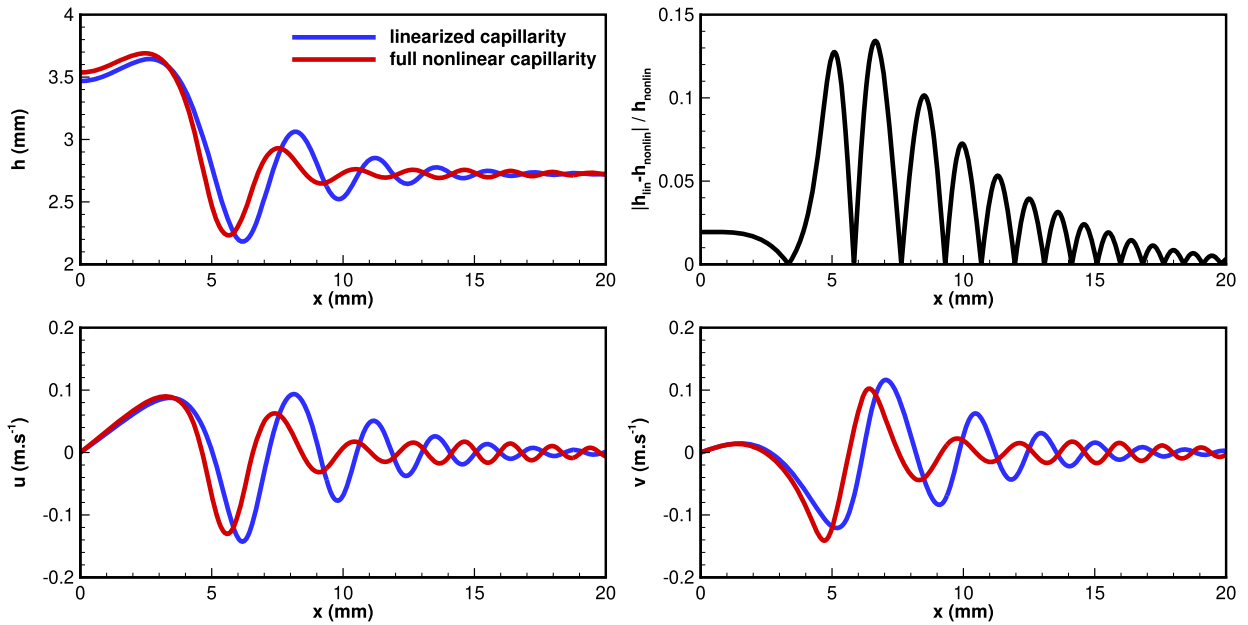 4
3.5
3
2.5
2
h (mm)
0 5 10 15 20
x (mm)
linearized capillarity
full nonlinear capillarity
0.15
0.1
0.05
0
|hlin-hnonlin| / hnonlin
0 5 10 15 20
x (mm)
0.2
0.1
0
-0.1
-0.2
u (m.s-1)
0 5 10 15 20
x (mm)
0.2
0.1
0
-0.1
-0.2
v (m.s-1)
0 5 10 15 20
x (mm)